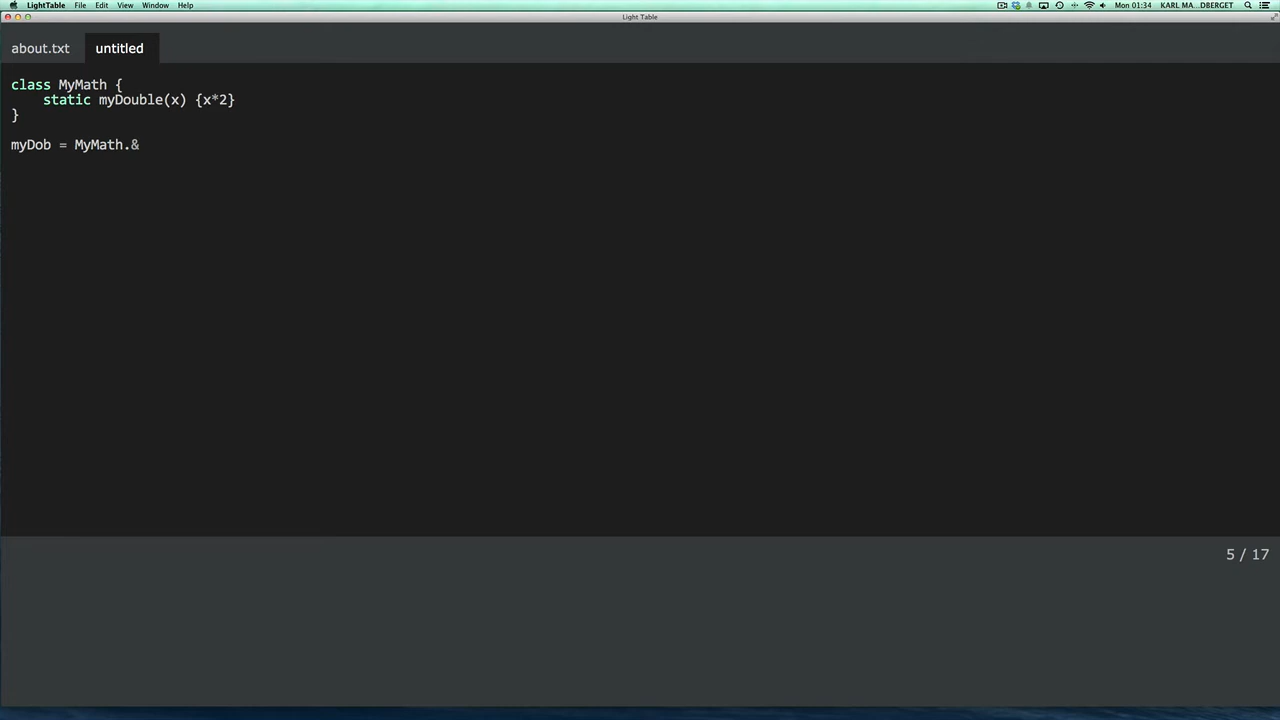 LightTable File Edit View Window Help Mon 01:34 KARL MA...DBERGET
Light Table
about.txt untitled
class MyMath {
    static myDouble(x) {x*2}
}
myDob = MyMath.&
5 / 17